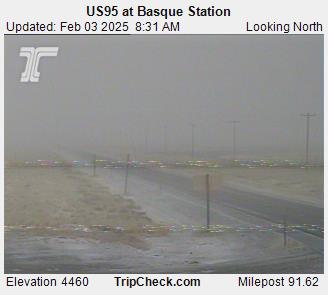 US95 at Basque Station
Updated: Feb 03 2025 8:31 AM Looking North
Elevation 4460 TripCheck.com Milepost 91.62